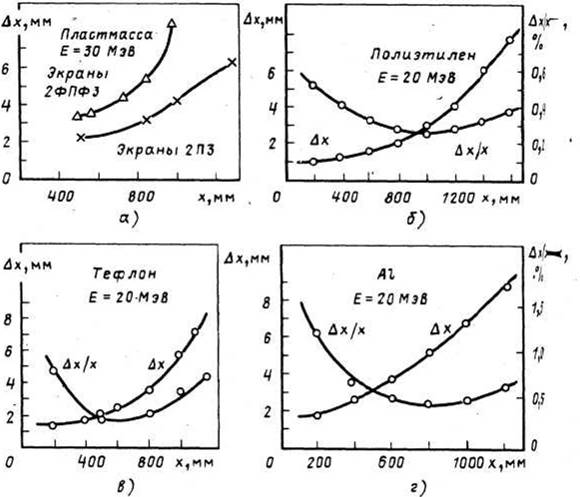 Δx, мм
Пластмасса
E = 30 МэВ
Экраны
2ФПФЗ
Экраны 2ПЗ
6
4
2
0
400 800 x, мм
а)
Δx, мм
%
Полиэтилен
E = 20 МэВ
Δx
Δx/x
6
4
2
0
0
400 800 1200 x, мм
б)
Δx, мм
Тефлон
E = 20 МэВ
Δx/x
Δx
8
6
4
2
0
400 800 x, мм
в)
Δx, мм
%
Al
E = 20 МэВ
Δx/x
Δx
8
6
4
2
0
1,5
1,0
0,5
0
200 600 1000 x, мм
г)